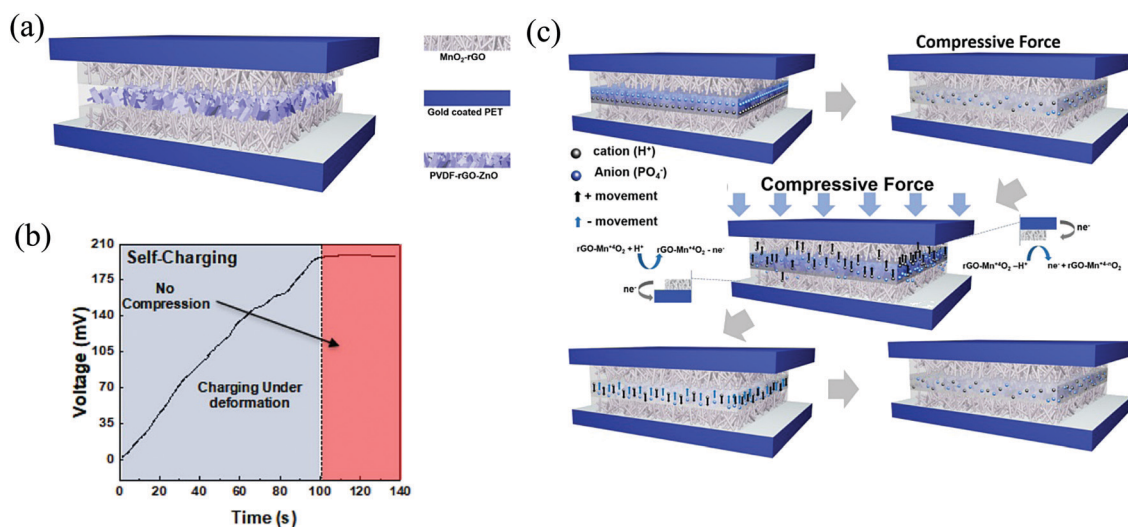 (a)
MnO₂-rGO
Gold coated PET
PVDF-rGO-ZnO
(b)
210
175
140
105
70
35
0
Voltage (mV)
Self-Charging
No
Compression
Charging Under
deformation
0
20
40
60
80
100
120
140
Time (s)
(c)
Compressive Force
cation (H⁺)
Anion (PO₄⁻)
+ movement
- movement
Compressive Force
rGO-Mn⁺⁴O₂ + H⁺
rGO-Mn⁺⁴O₂ - ne⁻
ne⁻
ne⁻
rGO-Mn⁺⁴O₂ –H⁺
ne⁻ + rGO-Mn⁺⁴⁻ⁿO₂